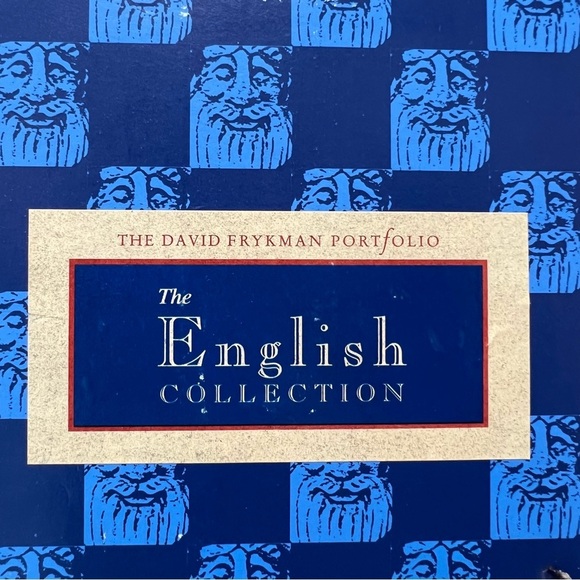 THE DAVID FRYKMAN PORTfOLIO
The
English
COLLECTION